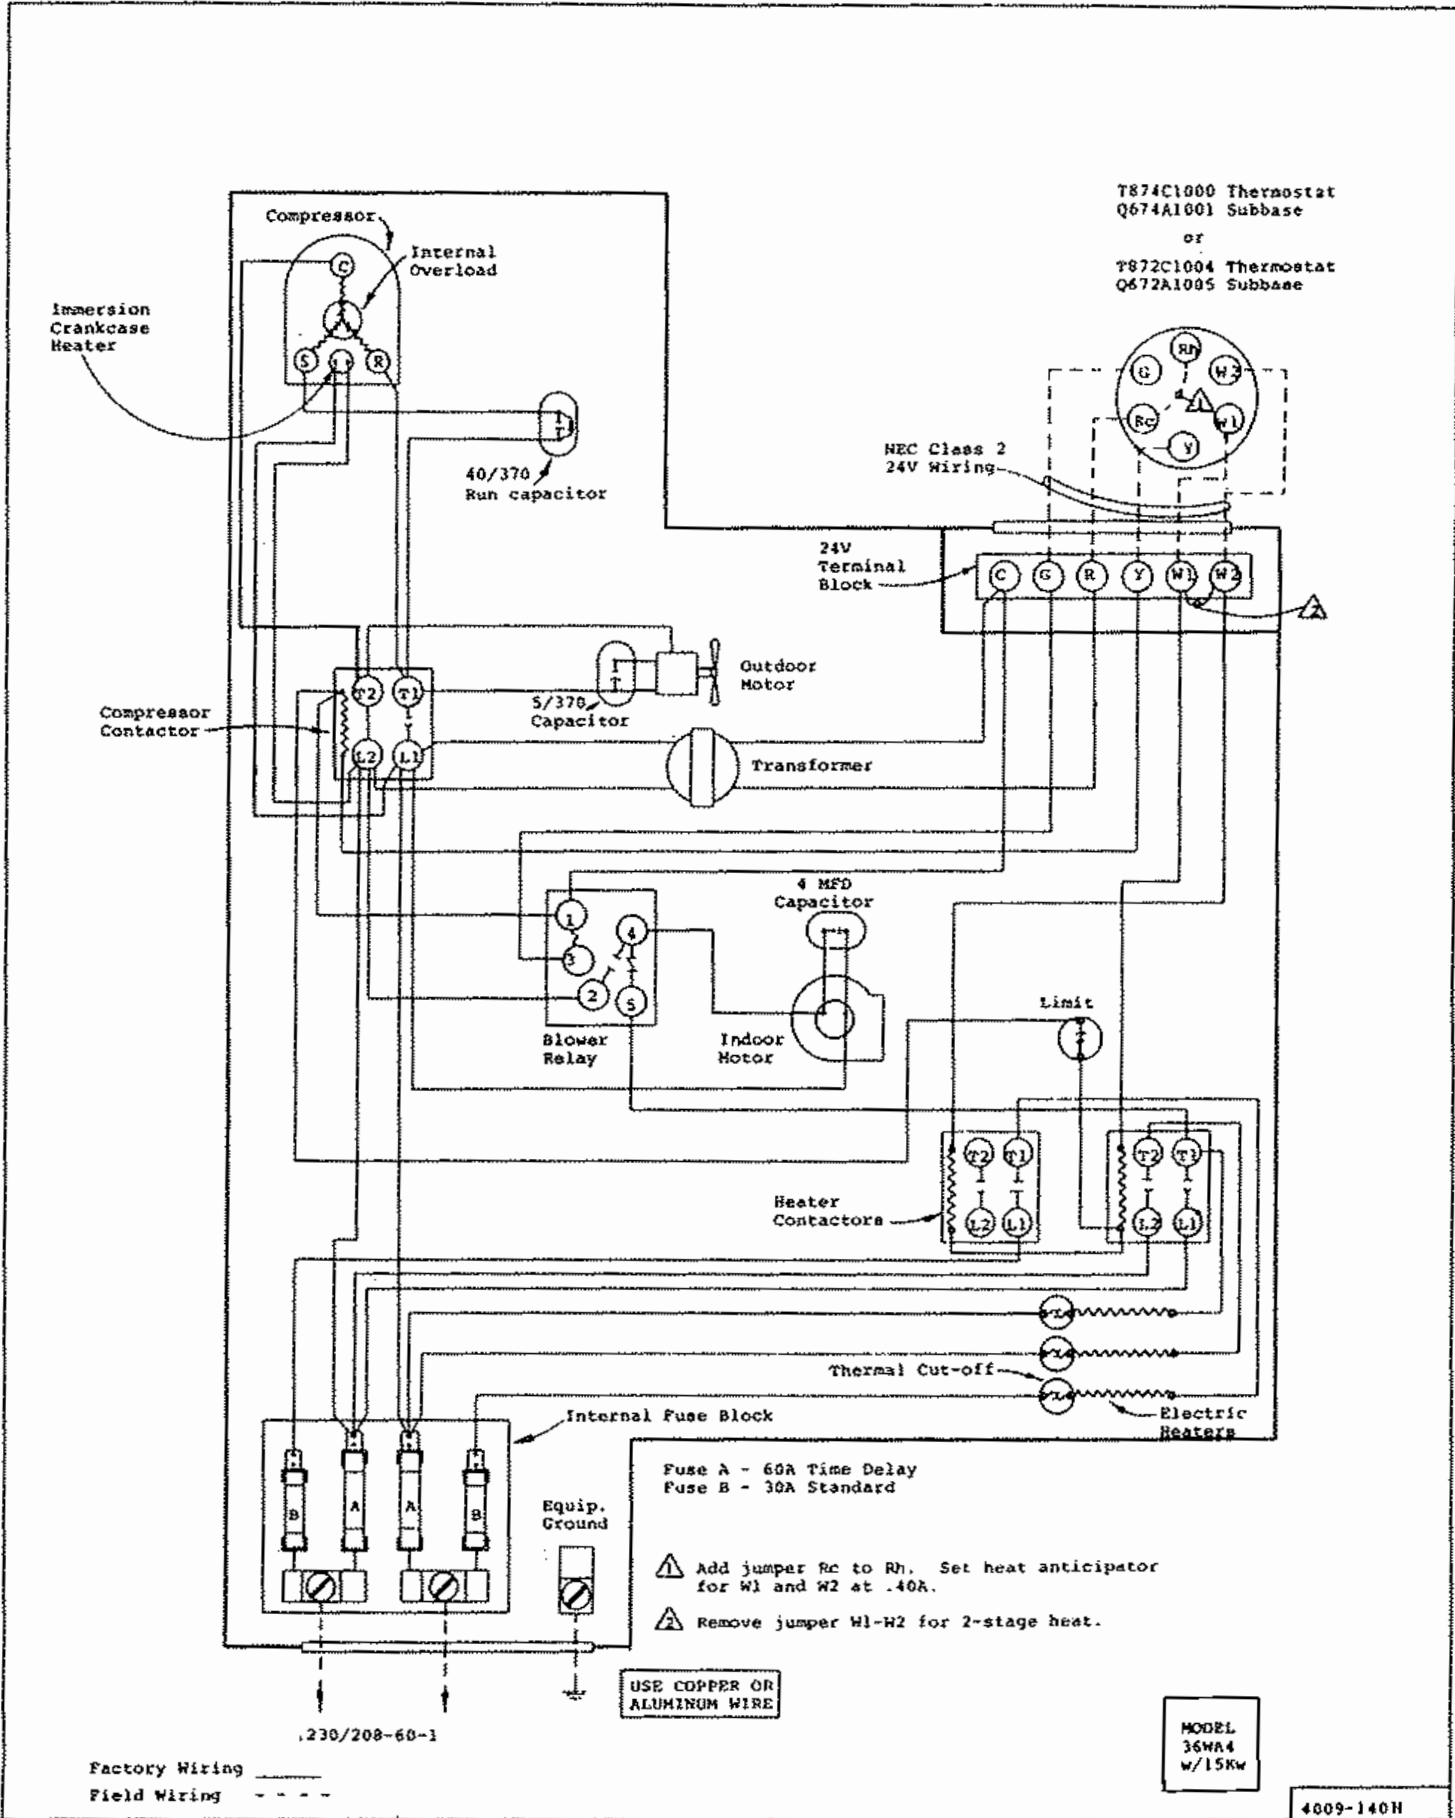 T874C1000 Thermostat
Q674A1001 Subbase
or
T872C1004 Thermostat
Q672A1005 Subbase
Compressor
Internal
Overload
C
S
R
Immersion
Crankcase
Heater
40/370
Run capacitor
Rh
G
W2
1
Rc
W1
Y
NEC Class 2
24V Wiring
24V
Terminal
Block
C G R Y W1 W2
2
Outdoor
Motor
5/370
Capacitor
T2 T1
L2 L1
Compressor
Contactor
Transformer
4 MFD
Capacitor
1
4
3
2
5
Blower
Relay
Indoor
Motor
Limit
T2 T1
L2 L1
T2 T1
L2 L1
Heater
Contactors
Thermal Cut-off
Electric
Heaters
Internal Fuse Block
B A A B
Fuse A - 60A Time Delay
Fuse B - 30A Standard
Equip.
Ground
1 Add jumper Rc to Rh. Set heat anticipator
for W1 and W2 at .40A.
2 Remove jumper W1-W2 for 2-stage heat.
USE COPPER OR
ALUMINUM WIRE
230/208-60-1
Factory Wiring
Field Wiring
MODEL
36WA4
w/15Kw
4009-140H